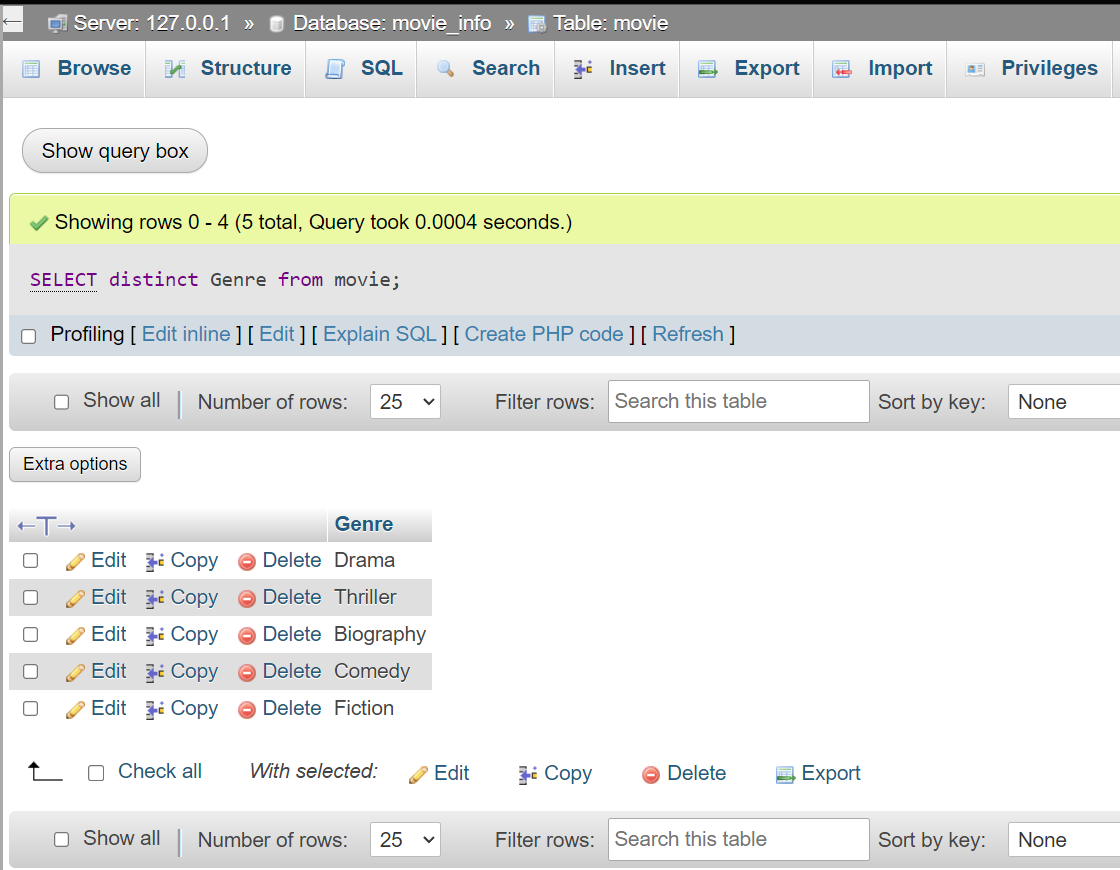 Server: 127.0.0.1 » Database: movie_info » Table: movie
Browse Structure SQL Search Insert Export Import Privileges
Show query box
Showing rows 0 - 4 (5 total, Query took 0.0004 seconds.)
SELECT distinct Genre from movie;
Profiling [ Edit inline ] [ Edit ] [ Explain SQL ] [ Create PHP code ] [ Refresh ]
Show all Number of rows: 25 Filter rows: Search this table Sort by key: None
Extra options
←T→ Genre
Edit Copy Delete Drama
Edit Copy Delete Thriller
Edit Copy Delete Biography
Edit Copy Delete Comedy
Edit Copy Delete Fiction
Check all With selected: Edit Copy Delete Export
Show all Number of rows: 25 Filter rows: Search this table Sort by key: None